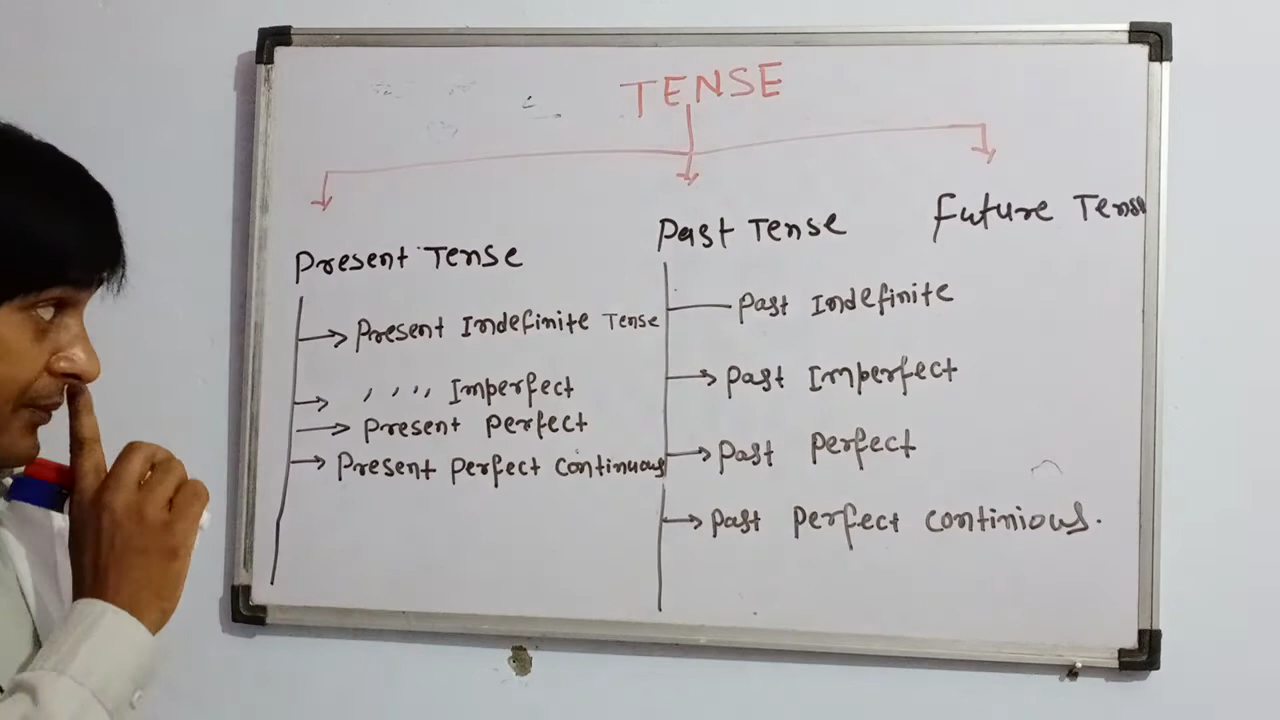 TENSE
Present Tense
Present Indefinite Tense
,,,, Imperfect
Present Perfect
Present Perfect Continuous
Past Tense
Past Indefinite
Past Imperfect
Past Perfect
Past Perfect Continious.
Future Tense